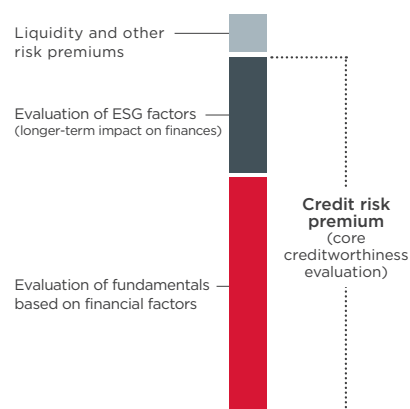 Liquidity and other
risk premiums
Evaluation of ESG factors
(longer-term impact on finances)
Credit risk
premium
(core
creditworthiness
evaluation)
Evaluation of fundamentals
based on financial factors